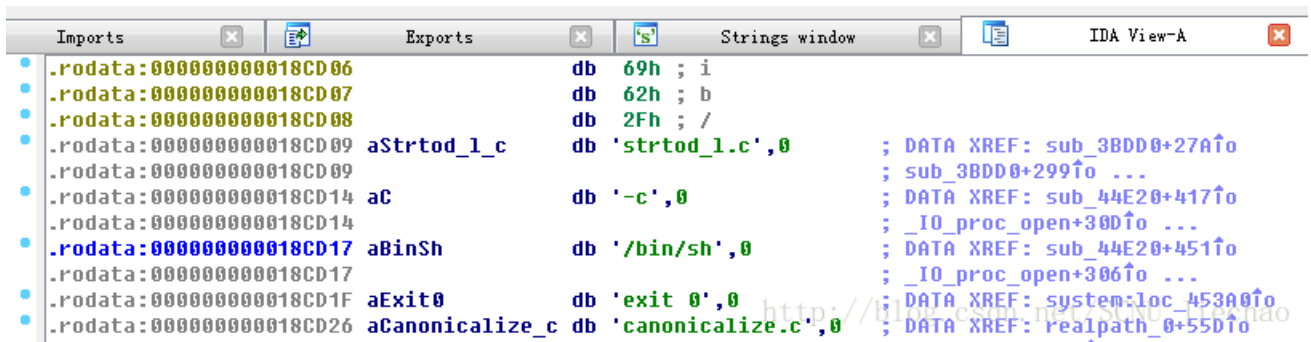 Imports Exports 's' Strings window IDA View-A
.rodata:000000000018CD06 db 69h ; i
.rodata:000000000018CD07 db 62h ; b
.rodata:000000000018CD08 db 2Fh ; /
.rodata:000000000018CD09 aStrtod_l_c db 'strtod_l.c',0 ; DATA XREF: sub_3BDD0+27A↑o
.rodata:000000000018CD09 ; sub_3BDD0+299↑o ...
.rodata:000000000018CD14 aC db '-c',0 ; DATA XREF: sub_44E20+417↑o
.rodata:000000000018CD14 ; _IO_proc_open+30D↑o ...
.rodata:000000000018CD17 aBinSh db '/bin/sh',0 ; DATA XREF: sub_44E20+451↑o
.rodata:000000000018CD17 ; _IO_proc_open+306↑o ...
.rodata:000000000018CD1F aExit0 db 'exit 0',0 ; DATA XREF: system:loc_453A0↑o
.rodata:000000000018CD26 aCanonicalize_c db 'canonicalize.c',0 ; DATA XREF: realpath_0+55D↑o